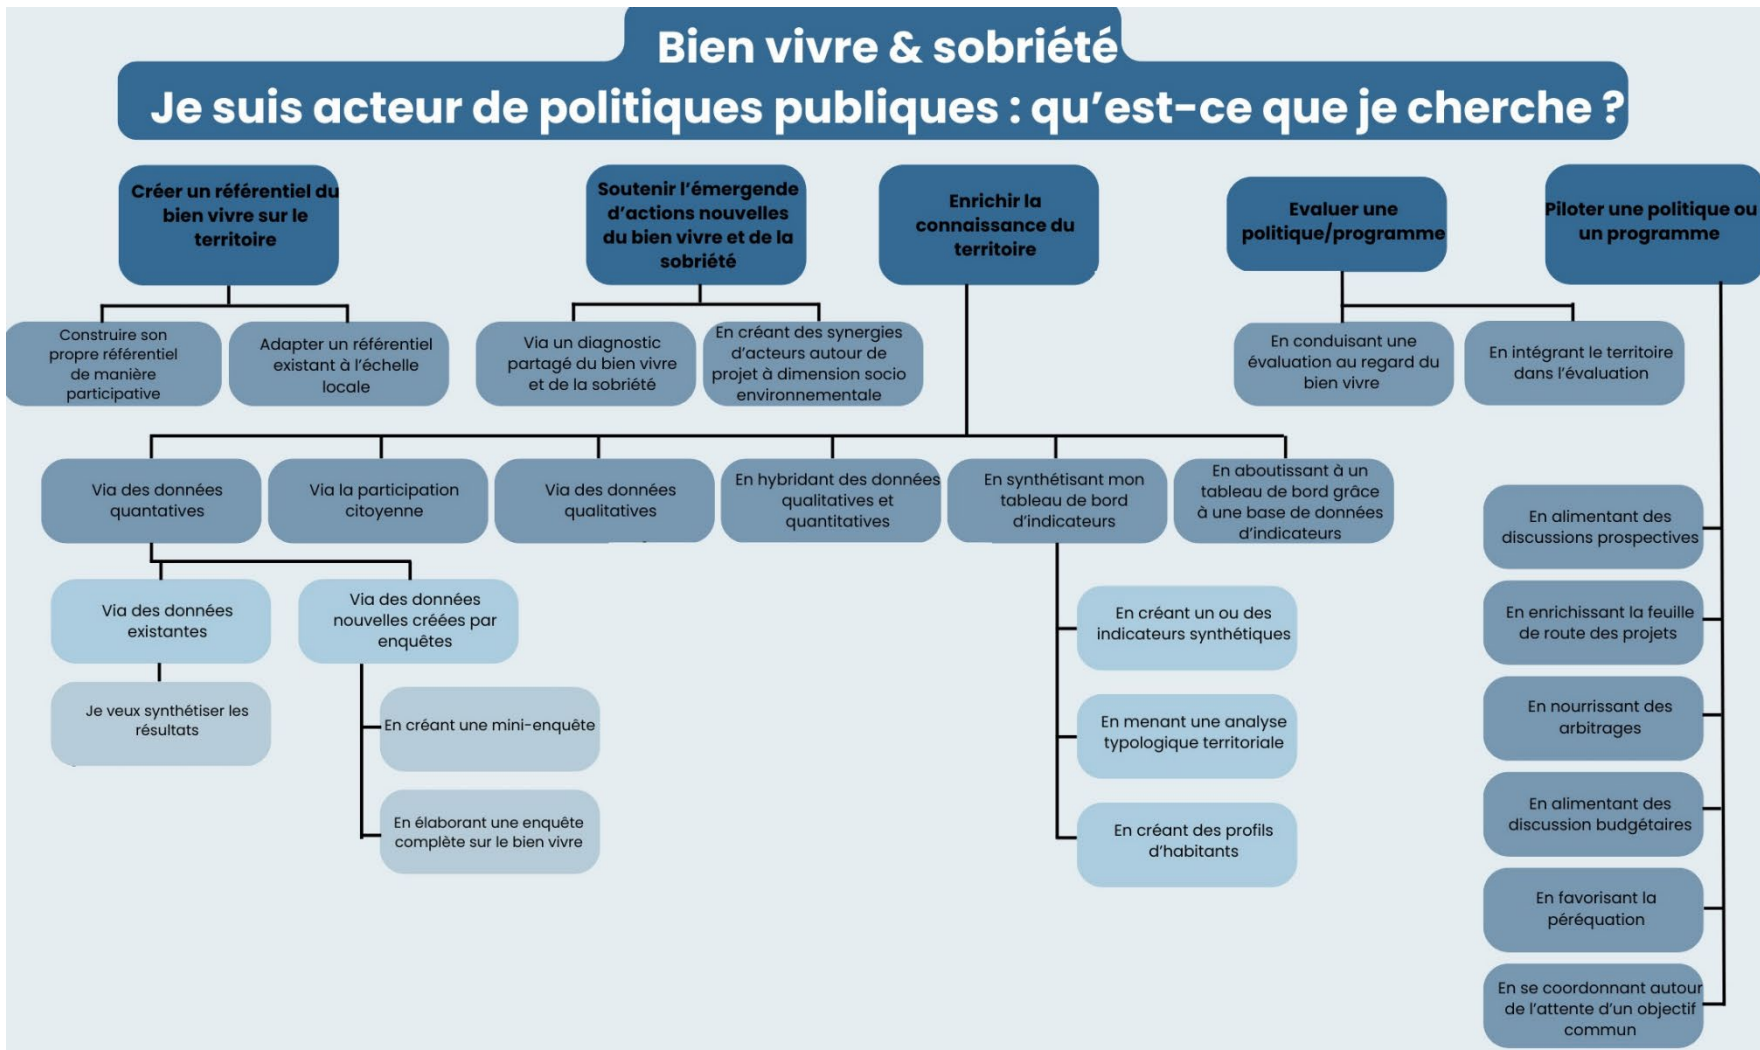 Bien vivre & sobriété
Je suis acteur de politiques publiques : qu'est-ce que je cherche ?
Créer un référentiel du
bien vivre sur le
territoire
Soutenir l'émergende
d'actions nouvelles
du bien vivre et de la
sobriété
Enrichir la
connaissance du
territoire
Evaluer une
politique/programme
Piloter une politique ou
un programme
Construire son
propre référentiel
de manière
participative
Adapter un référentiel
existant à l'échelle
locale
Via un diagnostic
partagé du bien vivre
et de la sobriété
En créant des synergies
d'acteurs autour de
projet à dimension socio
environnementale
En conduisant une
évaluation au regard du
bien vivre
En intégrant le territoire
dans l'évaluation
Via des données
quantatives
Via la participation
citoyenne
Via des données
qualitatives
En hybridant des données
qualitatives et
quantitatives
En synthétisant mon
tableau de bord
d'indicateurs
En aboutissant à un
tableau de bord grâce
à une base de données
d'indicateurs
Via des données
existantes
Via des données
nouvelles créées par
enquêtes
Je veux synthétiser les
résultats
En créant une mini-enquête
En élaborant une enquête
complète sur le bien vivre
En créant un ou des
indicateurs synthétiques
En menant une analyse
typologique territoriale
En créant des profils
d'habitants
En alimentant des
discussions prospectives
En enrichissant la feuille
de route des projets
En nourrissant des
arbitrages
En alimentant des
discussion budgétaires
En favorisant la
péréquation
En se coordonnant autour
de l'attente d'un objectif
commun